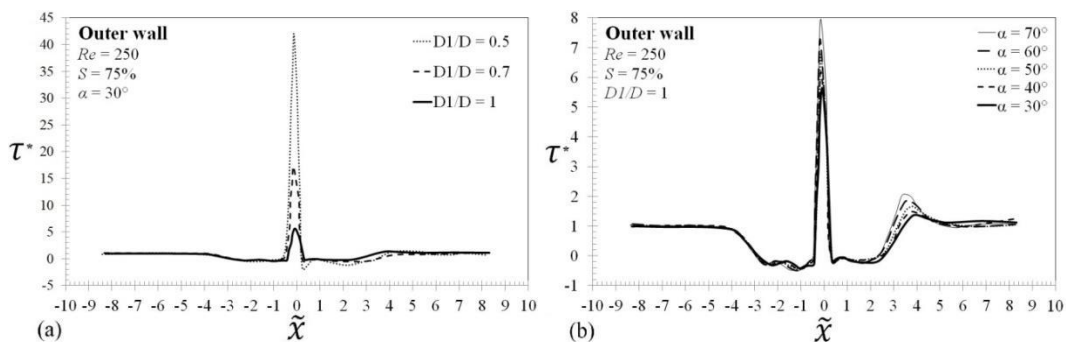 45
40
35
30
25
20
15
10
5
0
-5
τ*
Outer wall
Re = 250
S = 75%
α = 30°
D1/D = 0.5
D1/D = 0.7
D1/D = 1
-10 -9 -8 -7 -6 -5 -4 -3 -2 -1 0 1 2 3 4 5 6 7 8 9 10
(a)
x̃
8
7
6
5
4
3
2
1
0
-1
τ*
Outer wall
Re = 250
S = 75%
D1/D = 1
α = 70°
α = 60°
α = 50°
α = 40°
α = 30°
-10 -9 -8 -7 -6 -5 -4 -3 -2 -1 0 1 2 3 4 5 6 7 8 9 10
(b)
x̃